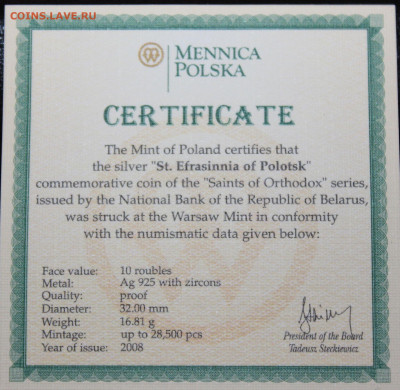 COINS.LAVE.RU
MENNICA
POLSKA
CERTIFICATE
The Mint of Poland certifies that
the silver "St. Efrasinnia of Polotsk"
commemorative coin of the "Saints of Orthodox" series,
issued by the National Bank of the Republic of Belarus,
was struck at the Warsaw Mint in conformity
with the numismatic data given below:
Face value: 10 roubles
Metal: Ag 925 with zircons
Quality: proof
Diameter: 32.00 mm
Weight: 16.81 g
Mintage: up to 28,500 pcs
Year of issue: 2008
President of the Board
Tadeusz Steckiewicz